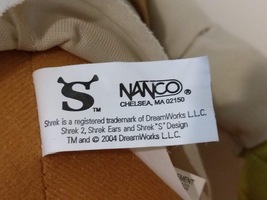 S NANCO
CHELSEA, MA 02150
Shrek is a registered trademark of DreamWorks L.L.C.
Shrek 2, Shrek Ears and Shrek "S" Design
TM and © 2004 DreamWorks L.L.C.